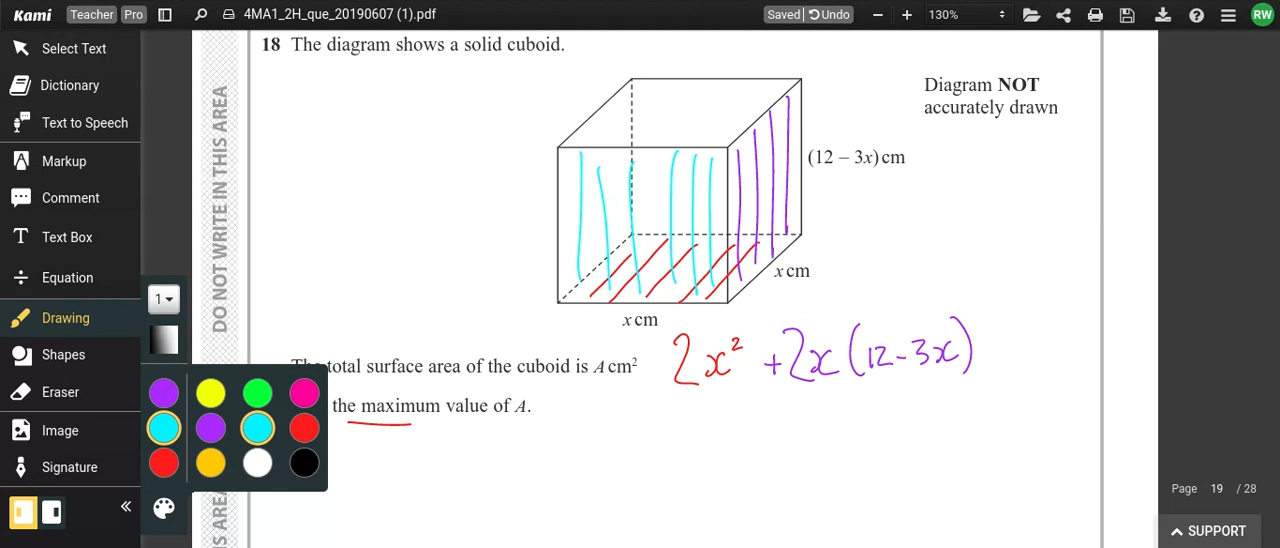 Kami
Teacher
Pro
4MA1_2H_que_20190607 (1).pdf
Saved
Undo
130%
RW
Select Text
Dictionary
Text to Speech
Markup
Comment
Text Box
Equation
Drawing
Shapes
Eraser
Image
Signature
1
DO NOT WRITE IN THIS AREA
18 The diagram shows a solid cuboid.
Diagram NOT
accurately drawn
(12 – 3x) cm
x cm
x cm
2x² + 2x (12 - 3x)
total surface area of the cuboid is A cm²
the maximum value of A.
IS AREA
Page 19 / 28
SUPPORT